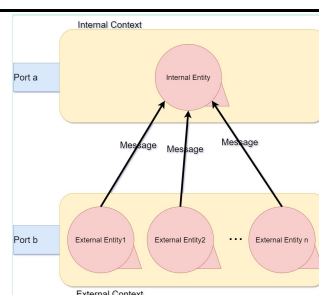 Internal Context
Port a
Internal Entity
Message
Message
Message
Port b
External Entity1
External Entity2
...
External Entity n
External Context